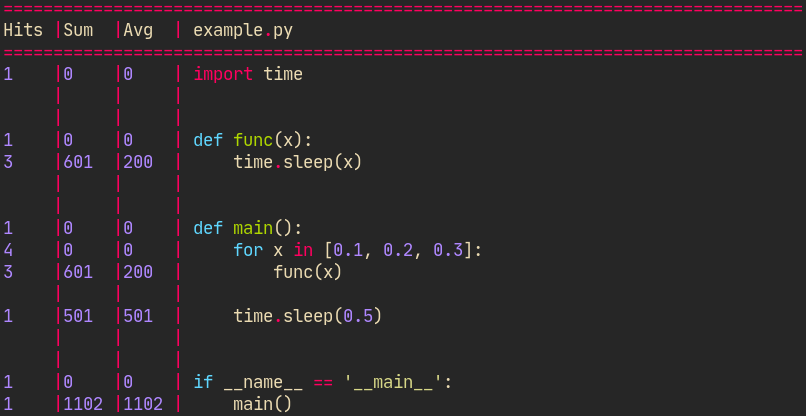 ================================================================================
Hits |Sum  |Avg  | example.py
================================================================================
1    |0    |0    | import time
     |     |     |
     |     |     |
1    |0    |0    | def func(x):
3    |601  |200  |     time.sleep(x)
     |     |     |
     |     |     |
1    |0    |0    | def main():
4    |0    |0    |     for x in [0.1, 0.2, 0.3]:
3    |601  |200  |         func(x)
     |     |     |
1    |501  |501  |     time.sleep(0.5)
     |     |     |
     |     |     |
1    |0    |0    | if __name__ == '__main__':
1    |1102 |1102 |     main()